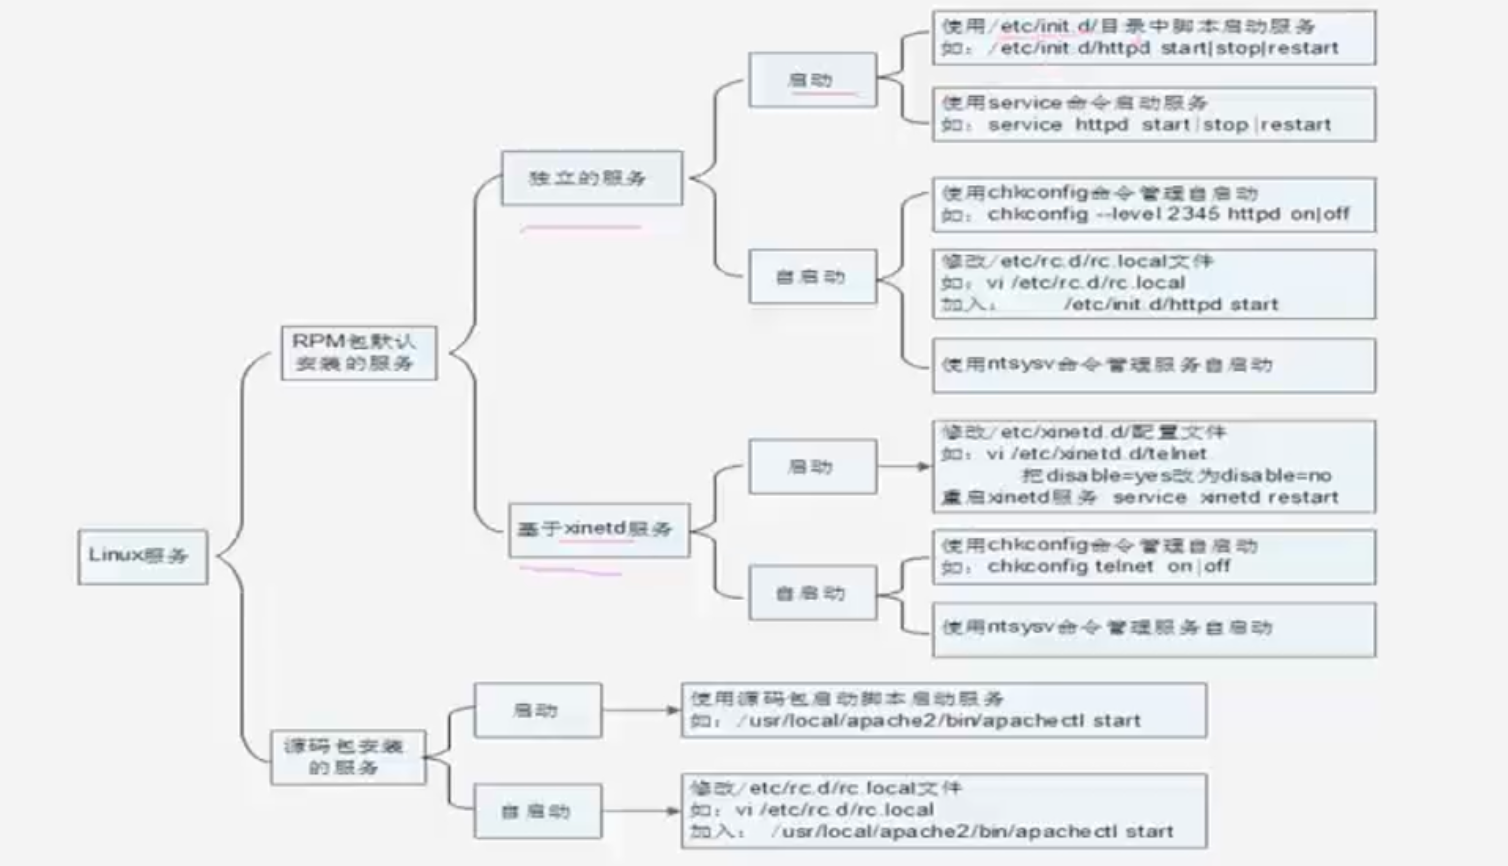 Linux服务
RPM包默认
安装的服务
独立的服务
启动
使用/etc/init.d/目录中脚本启动服务
如：/etc/init.d/httpd start|stop|restart
使用service命令启动服务
如：service httpd start|stop|restart
自启动
使用chkconfig命令管理自启动
如：chkconfig --level 2345 httpd on|off
修改/etc/rc.d/rc.local文件
如：vi /etc/rc.d/rc.local
加入： /etc/init.d/httpd start
使用ntsysv命令管理服务自启动
基于xinetd服务
启动
修改/etc/xinetd.d/配置文件
如：vi /etc/xinetd.d/telnet
把disable=yes改为disable=no
重启xinetd服务 service xinetd restart
自启动
使用chkconfig命令管理自启动
如：chkconfig telnet on|off
使用ntsysv命令管理服务自启动
源码包安装
的服务
启动
使用源码包启动脚本启动服务
如：/usr/local/apache2/bin/apachectl start
自启动
修改/etc/rc.d/rc.local文件
如：vi /etc/rc.d/rc.local
加入： /usr/local/apache2/bin/apachectl start